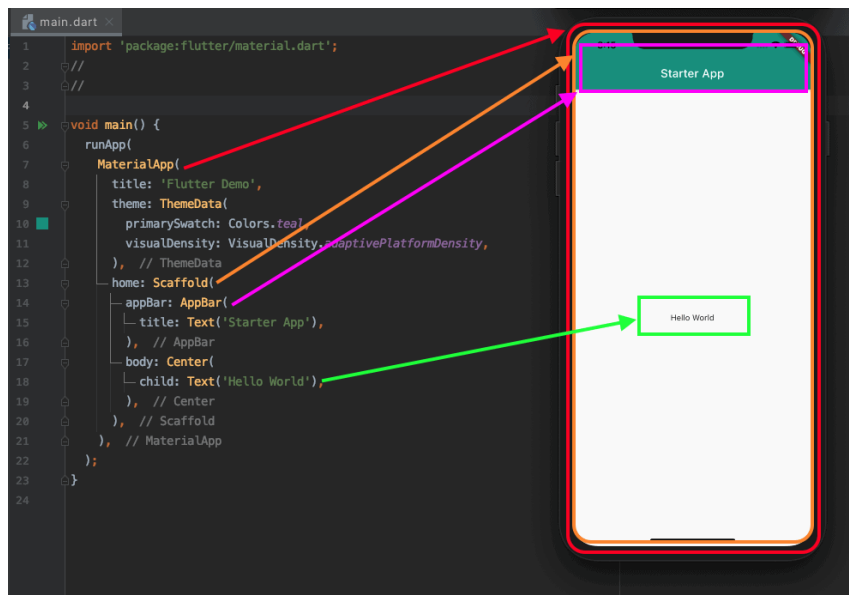 main.dart
1 import 'package:flutter/material.dart';
2 //
3 //
4
5 void main() {
6 runApp(
7 MaterialApp(
8 title: 'Flutter Demo',
9 theme: ThemeData(
10 primarySwatch: Colors.teal,
11 visualDensity: VisualDensity.adaptivePlatformDensity,
12 ), // ThemeData
13 home: Scaffold(
14 appBar: AppBar(
15 title: Text('Starter App'),
16 ), // AppBar
17 body: Center(
18 child: Text('Hello World'),
19 ), // Center
20 ), // Scaffold
21 ), // MaterialApp
22 );
23 }
24
Starter App
Hello World